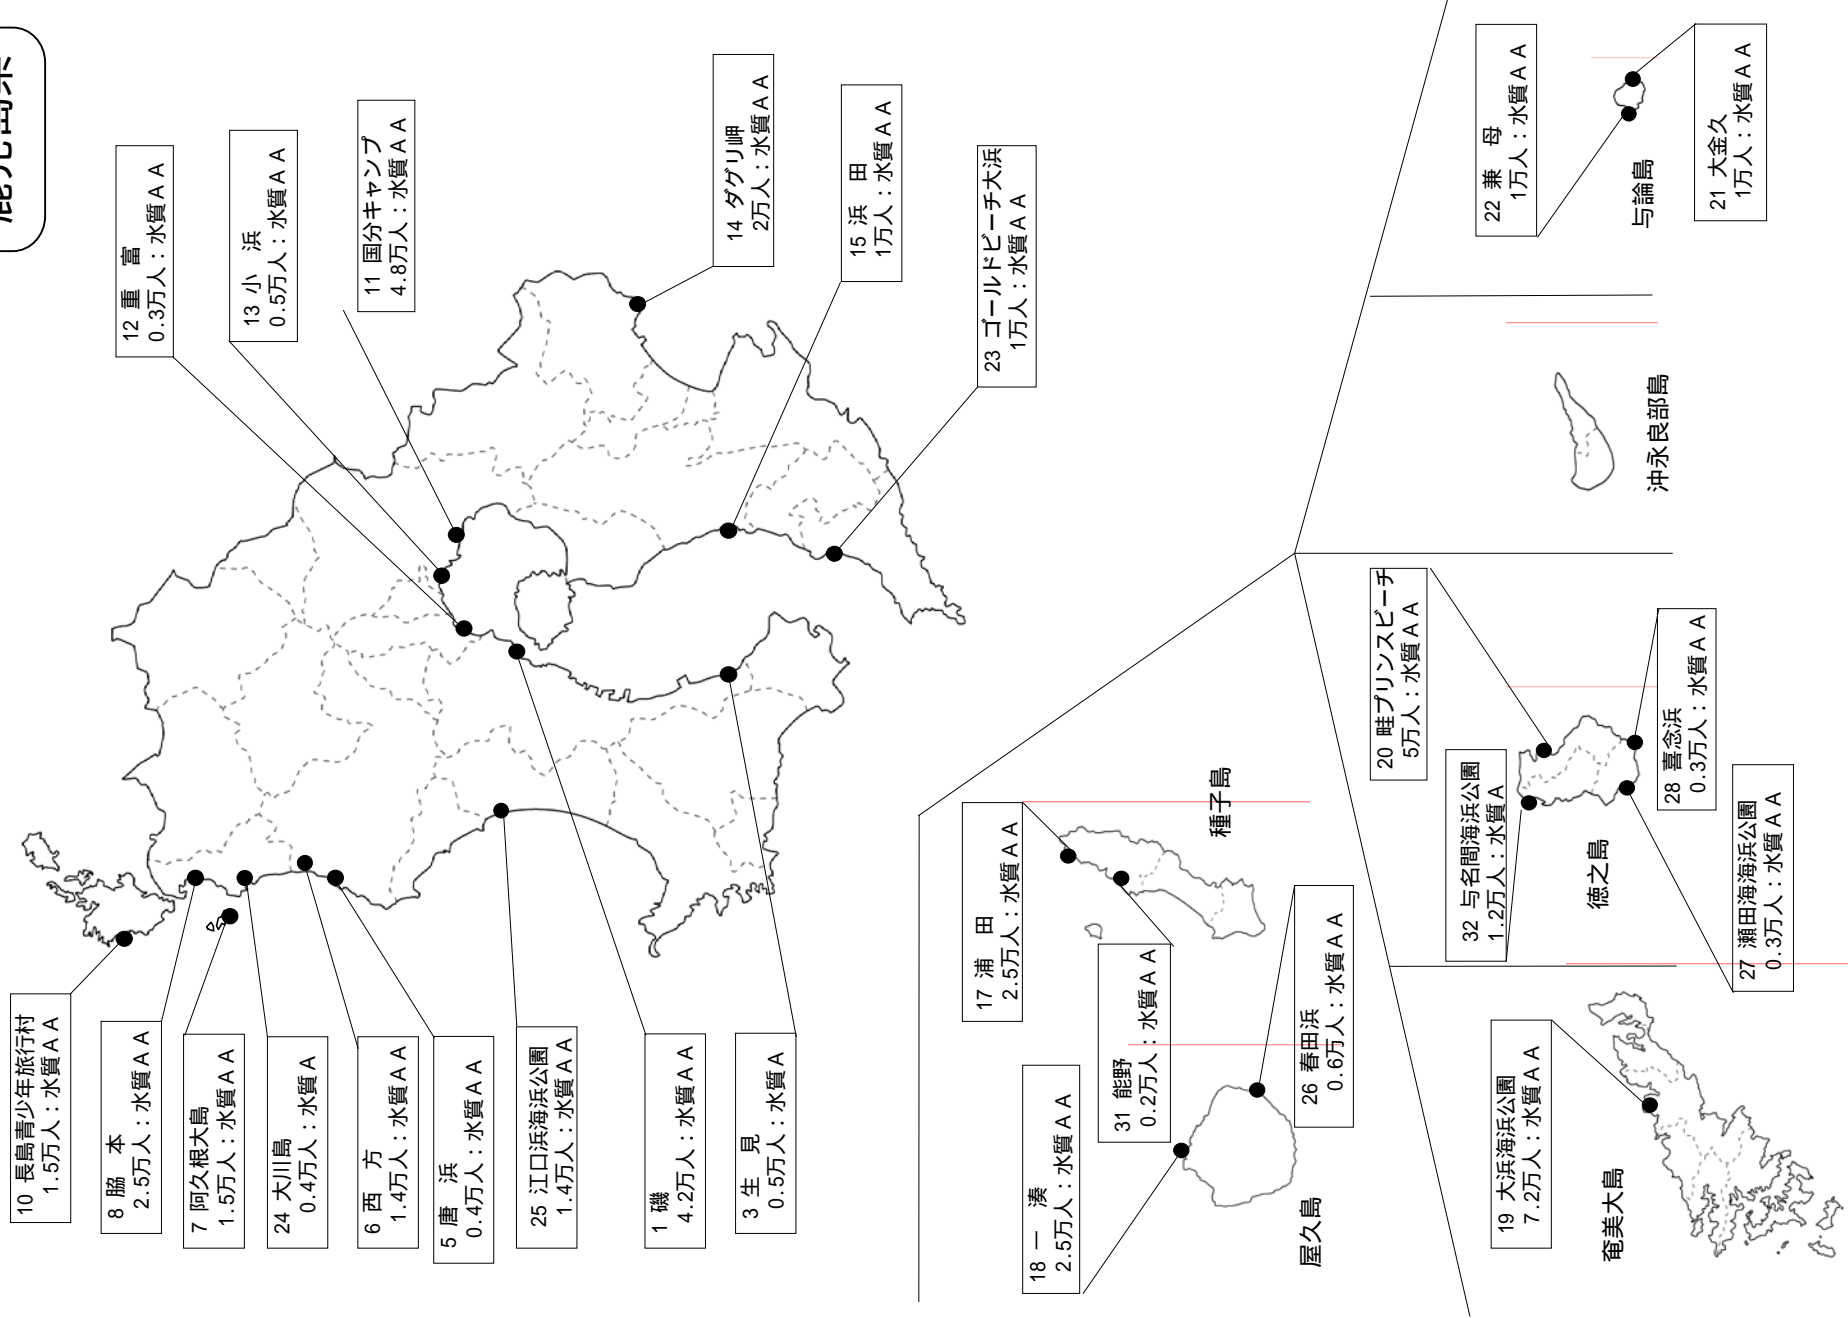 鹿児島県
12 重　富
0.3万人：水質ＡＡ
13 小　浜
0.5万人：水質ＡＡ
11 国分キャンプ
4.8万人：水質ＡＡ
14 ダグリ岬
2万人：水質ＡＡ
15 浜　田
1万人：水質ＡＡ
23 ゴールドビーチ大浜
1万人：水質ＡＡ
22 兼　母
1万人：水質ＡＡ
与論島
21 大金久
1万人：水質ＡＡ
沖永良部島
10 長島青少年旅行村
1.5万人：水質ＡＡ
8 脇　本
2.5万人：水質ＡＡ
7 阿久根大島
1.5万人：水質ＡＡ
24 大川島
0.4万人：水質Ａ
6 西　方
1.4万人：水質ＡＡ
5 唐　浜
0.4万人：水質ＡＡ
25 江口浜海浜公園
1.4万人：水質ＡＡ
1 磯
4.2万人：水質ＡＡ
3 生　見
0.5万人：水質Ａ
17 浦　田
2.5万人：水質ＡＡ
種子島
31 能野
0.2万人：水質ＡＡ
18 一　湊
2.5万人：水質ＡＡ
26 春田浜
0.6万人：水質ＡＡ
屋久島
20 畦プリンスビーチ
5万人：水質ＡＡ
32 与名間海浜公園
1.2万人：水質Ａ
28 喜念浜
0.3万人：水質ＡＡ
徳之島
27 瀬田海海浜公園
0.3万人：水質ＡＡ
19 大浜海浜公園
7.2万人：水質ＡＡ
奄美大島